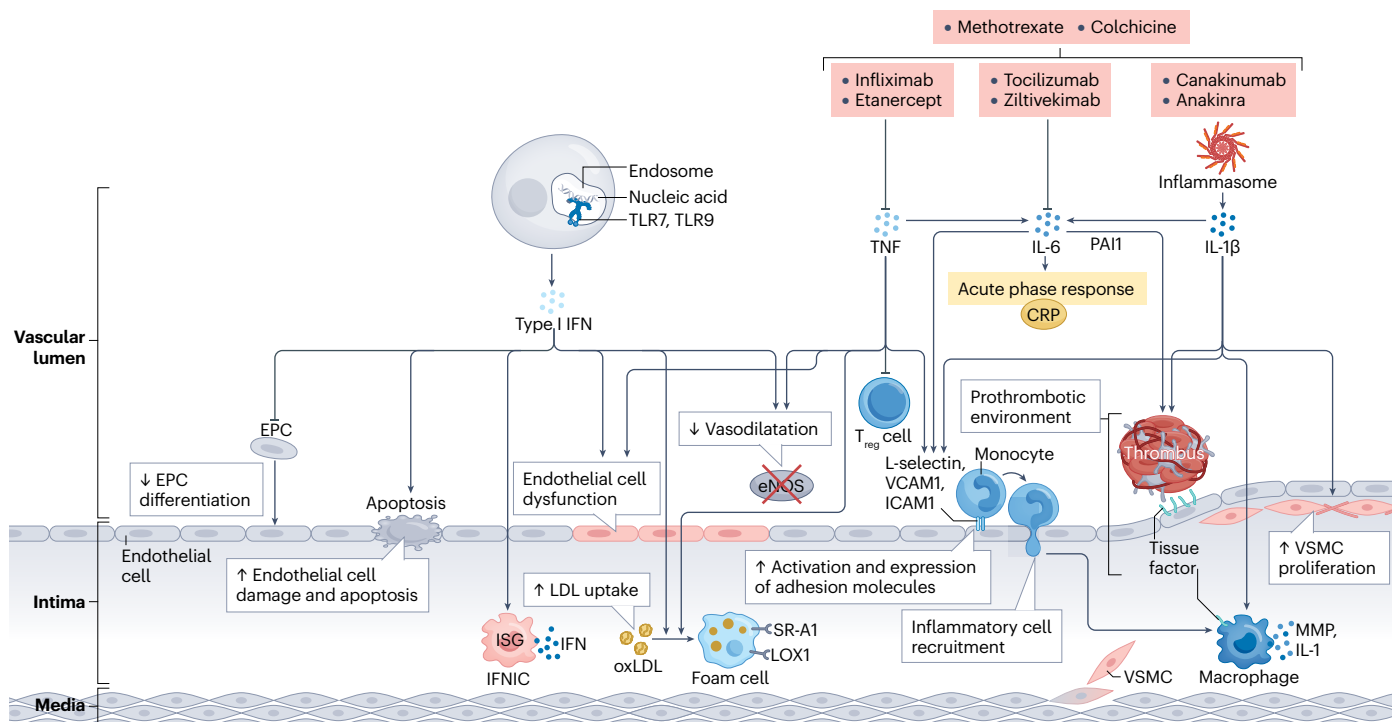 • Methotrexate • Colchicine
• Infliximab
• Etanercept
• Tocilizumab
• Ziltivekimab
• Canakinumab
• Anakinra
Endosome
Nucleic acid
TLR7, TLR9
Inflammasome
TNF
IL-6
PAI1
IL-1β
Acute phase response
CRP
Type I IFN
Vascular
lumen
EPC
↓ EPC
differentiation
Apoptosis
Endothelial cell
dysfunction
↓ Vasodilatation
eNOS
Treg cell
L-selectin,
VCAM1,
ICAM1
Monocyte
Prothrombotic
environment
Thrombus
Endothelial
cell
↑ Endothelial cell
damage and apoptosis
↑ Activation and expression
of adhesion molecules
Tissue
factor
↑ VSMC
proliferation
Intima
↑ LDL uptake
ISG
IFN
IFNIC
oxLDL
SR-A1
LOX1
Foam cell
Inflammatory cell
recruitment
VSMC
MMP,
IL-1
Macrophage
Media